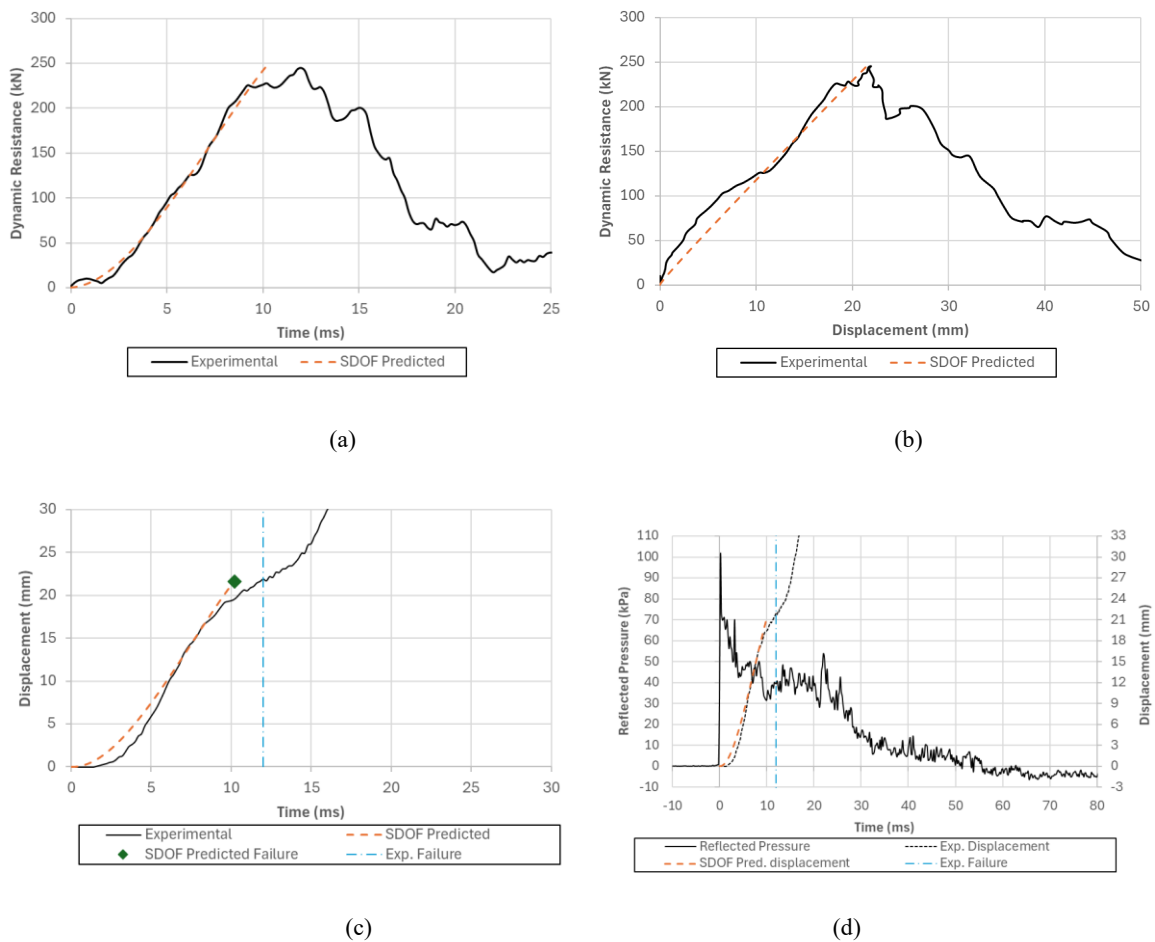 300
250
200
150
100
50
0
Dynamic Resistance (kN)
0 5 10 15 20 25
Time (ms)
Experimental SDOF Predicted
(a)
300
250
200
150
100
50
0
Dynamic Resistance (kN)
0 10 20 30 40 50
Displacement (mm)
Experimental SDOF Predicted
(b)
30
25
20
15
10
5
0
Displacement (mm)
0 5 10 15 20 25 30
Time (ms)
Experimental SDOF Predicted
SDOF Predicted Failure Exp. Failure
(c)
110 33
100 30
90 27
80 24
70 21
60 18
50 15
40 12
30 9
20 6
10 3
0 0
-10 -3
Reflected Pressure (kPa)
Displacement (mm)
-10 0 10 20 30 40 50 60 70 80
Time (ms)
Reflected Pressure Exp. Displacement
SDOF Pred. displacement Exp. Failure
(d)